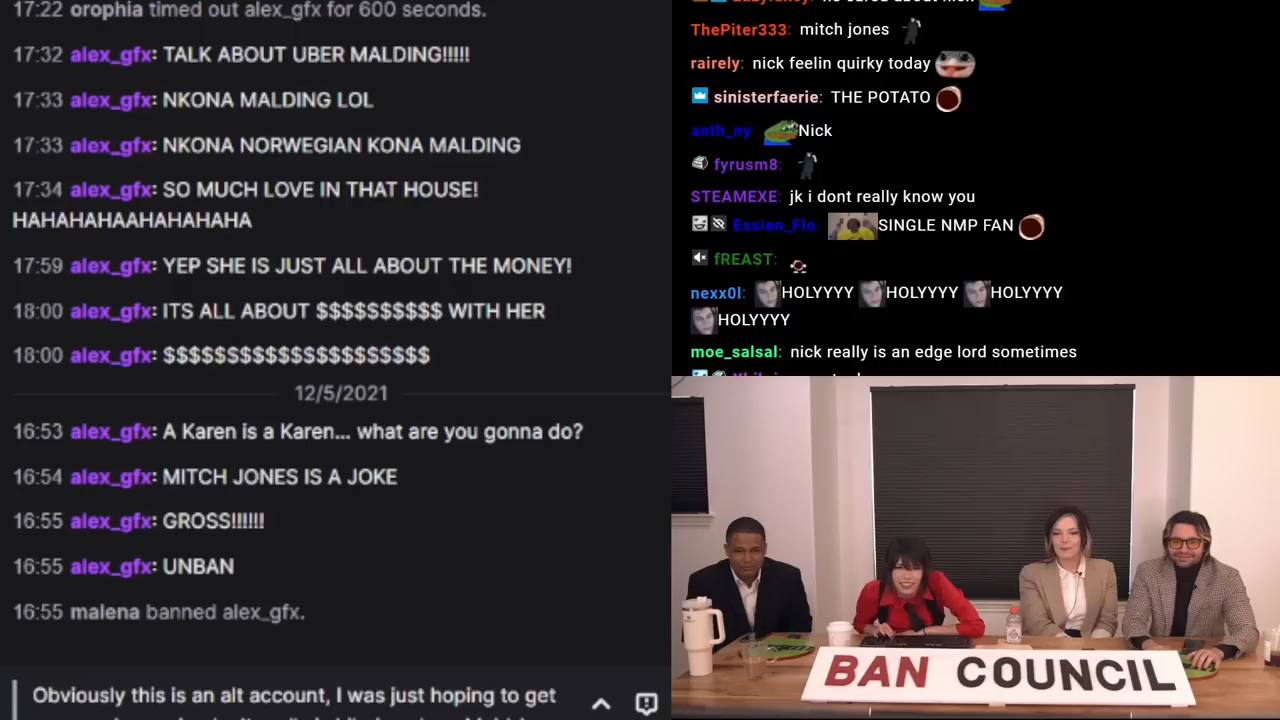 17:22 orophia timed out alex_gfx for 600 seconds.
17:32 alex_gfx: TALK ABOUT UBER MALDING!!!!!
17:33 alex_gfx: NKONA MALDING LOL
17:33 alex_gfx: NKONA NORWEGIAN KONA MALDING
17:34 alex_gfx: SO MUCH LOVE IN THAT HOUSE!
HAHAHAHAAHAHAHAHA
17:59 alex_gfx: YEP SHE IS JUST ALL ABOUT THE MONEY!
18:00 alex_gfx: ITS ALL ABOUT $$$$$$$$$$ WITH HER
18:00 alex_gfx: $$$$$$$$$$$$$$$$$$$$$
12/5/2021
16:53 alex_gfx: A Karen is a Karen... what are you gonna do?
16:54 alex_gfx: MITCH JONES IS A JOKE
16:55 alex_gfx: GROSS!!!!!!
16:55 alex_gfx: UNBAN
16:55 malena banned alex_gfx.
Obviously this is an alt account, I was just hoping to get
ThePiter333: mitch jones
rairely: nick feelin quirky today
sinisterfaerie: THE POTATO
anth_ny: Nick
fyrusm8:
STEAMEXE: jk i dont really know you
Essien_Flo SINGLE NMP FAN
fREAST:
nexx0l: HOLYYYY HOLYYYY HOLYYYY
HOLYYYY
moe_salsal: nick really is an edge lord sometimes
BAN COUNCIL